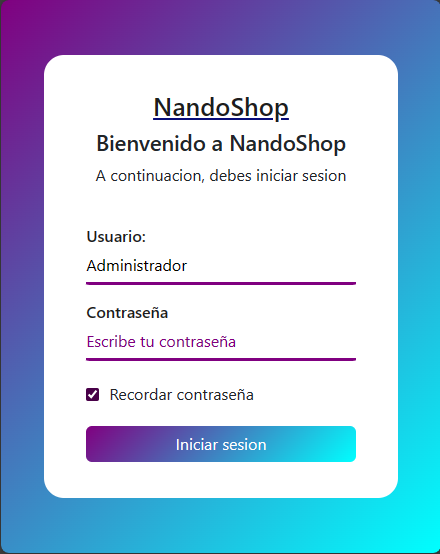 NandoShop
Bienvenido a NandoShop
A continuacion, debes iniciar sesion
Usuario:
Administrador
Contraseña
Escribe tu contraseña
Recordar contraseña
Iniciar sesion